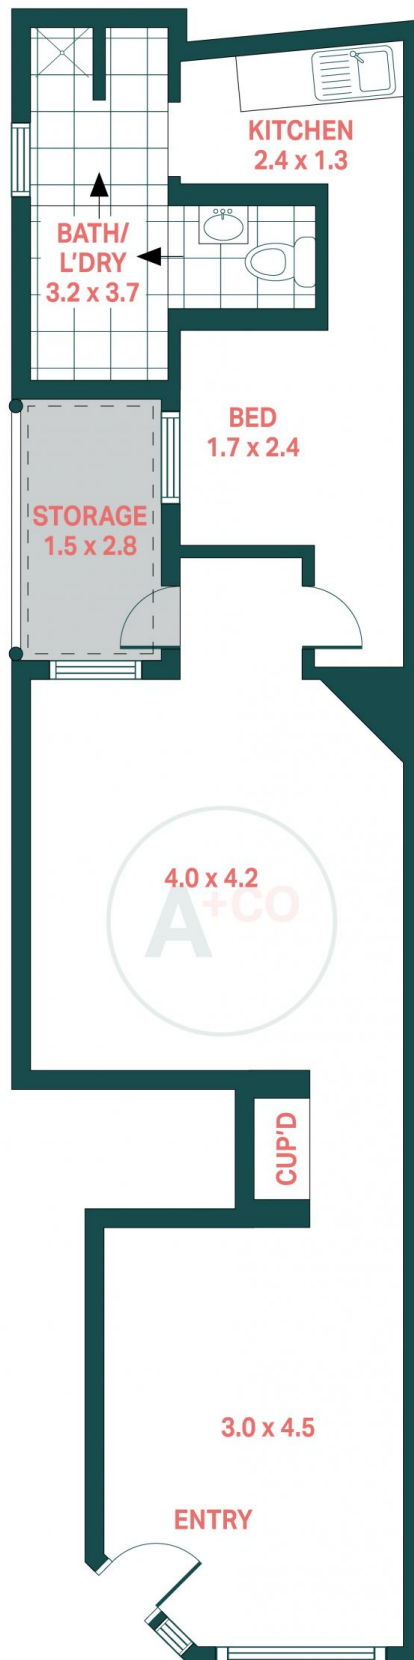 KITCHEN
2.4 x 1.3
BATH/
L'DRY
3.2 x 3.7
BED
1.7 x 2.4
STORAGE
1.5 x 2.8
4.0 x 4.2
A+CO
CUP'D
3.0 x 4.5
ENTRY